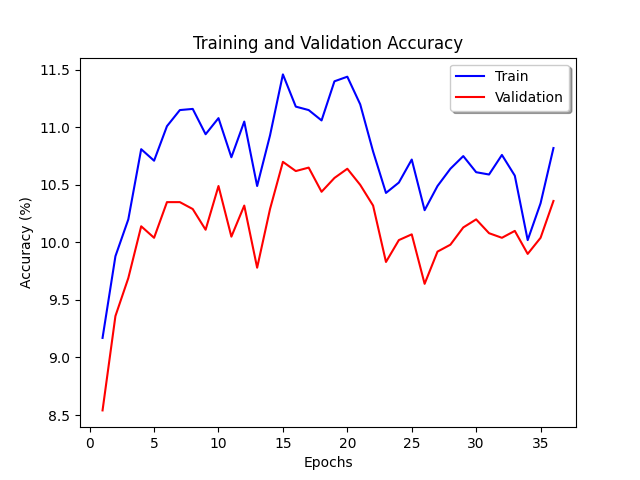 Training and Validation Accuracy
Train
Validation
Accuracy (%)
11.5
11.0
10.5
10.0
9.5
9.0
8.5
0 5 10 15 20 25 30 35
Epochs